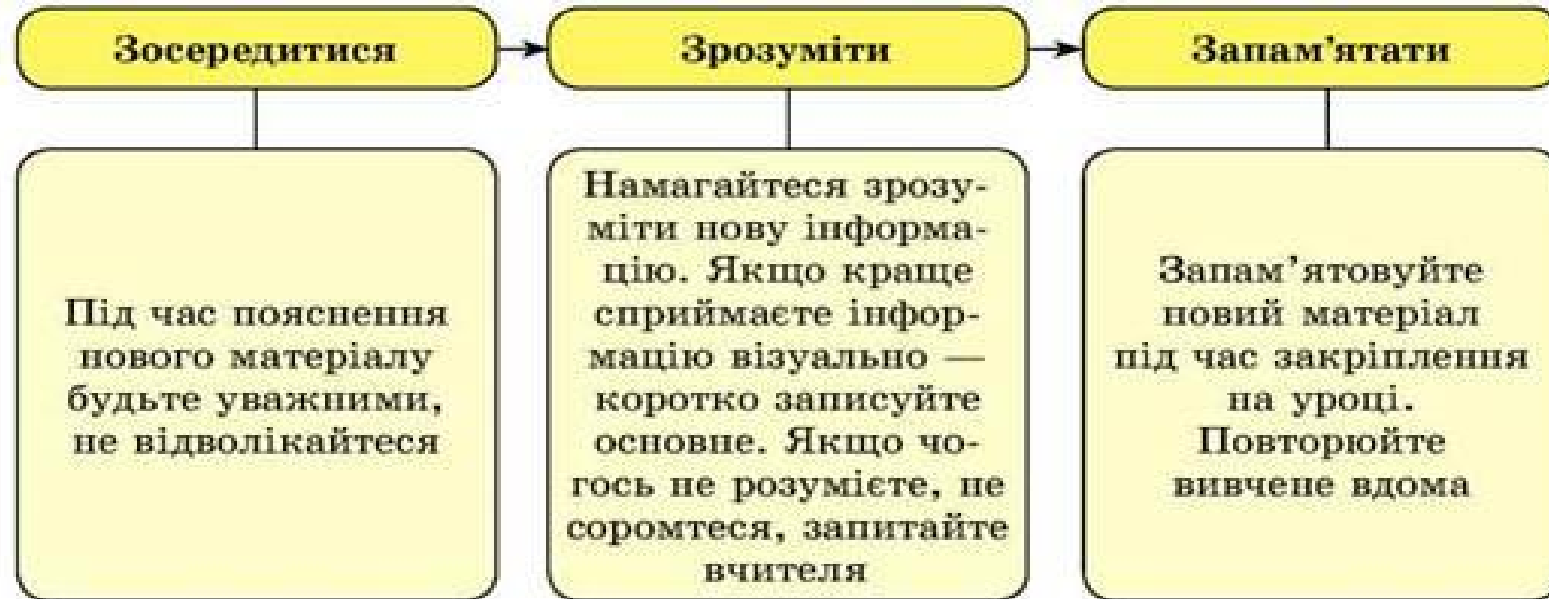 Зосередитися
Зрозуміти
Запам’ятати
Під час пояснення
нового матеріалу
будьте уважними,
не відволікайтеся
Намагайтеся зрозу-
міти нову інформа-
цію. Якщо краще
сприймаєте інфор-
мацію візуально —
коротко записуйте
основне. Якщо чо-
гось не розумієте, не
соромтеся, запитайте
вчителя
Запам’ятовуйте
новий матеріал
під час закріплення
на уроці.
Повторюйте
вивчене вдома